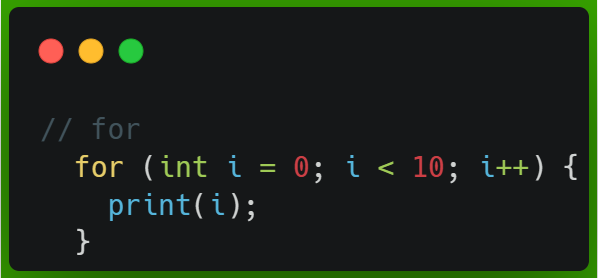 // for
  for (int i = 0; i < 10; i++) {
    print(i);
  }